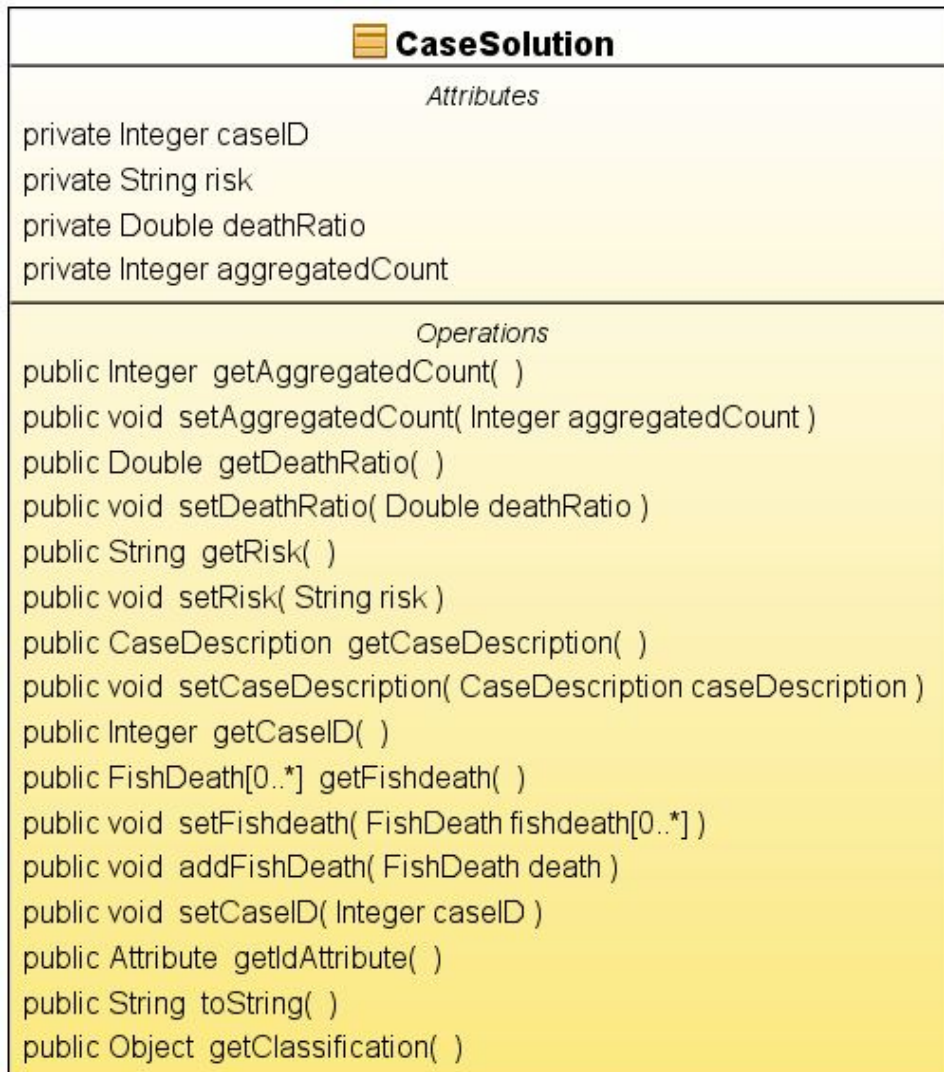 CaseSolution
Attributes
private Integer caseID
private String risk
private Double deathRatio
private Integer aggregatedCount
Operations
public Integer getAggregatedCount( )
public void setAggregatedCount( Integer aggregatedCount )
public Double getDeathRatio( )
public void setDeathRatio( Double deathRatio )
public String getRisk( )
public void setRisk( String risk )
public CaseDescription getCaseDescription( )
public void setCaseDescription( CaseDescription caseDescription )
public Integer getCaseID( )
public FishDeath[0..*] getFishdeath( )
public void setFishdeath( FishDeath fishdeath[0..*] )
public void addFishDeath( FishDeath death )
public void setCaseID( Integer caseID )
public Attribute getIdAttribute( )
public String toString( )
public Object getClassification( )